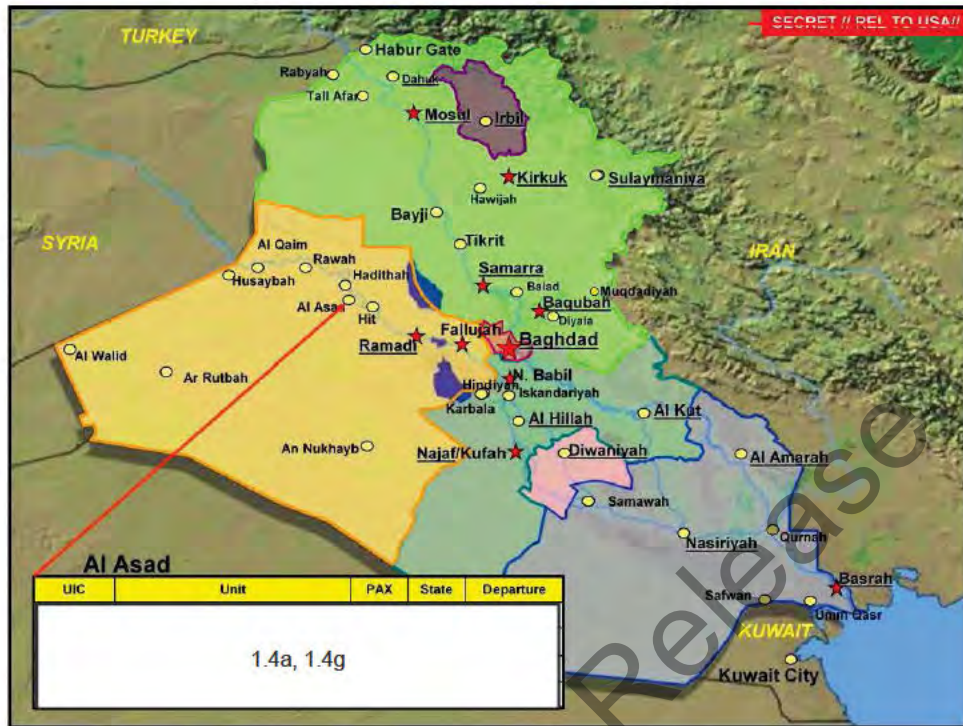 SECRET // REL TO USA//
TURKEY
Habur Gate
Rabyah
Dahuk
Tall Afar
Mosul
Irbil
Kirkuk
Sulaymaniya
Hawijah
Bayji
SYRIA
Tikrit
IRAN
Al Qaim
Rawah
Husaybah
Hadithah
Samarra
Balad
Muqdadiyah
Al Asad
Hit
Baqubah
Diyala
Fallujah
Ramadi
Baghdad
Al Walid
Ar Rutbah
N. Babil
Hindiyah
Iskandariyah
Karbala
Al Hillah
Al Kut
An Nukhayb
Najaf/Kufah
Diwaniyah
Al Amarah
Samawah
Nasiriyah
Qurnah
Basrah
Safwan
Umm Qasr
KUWAIT
Kuwait City
Al Asad
UIC Unit PAX State Departure
1.4a, 1.4g
Release